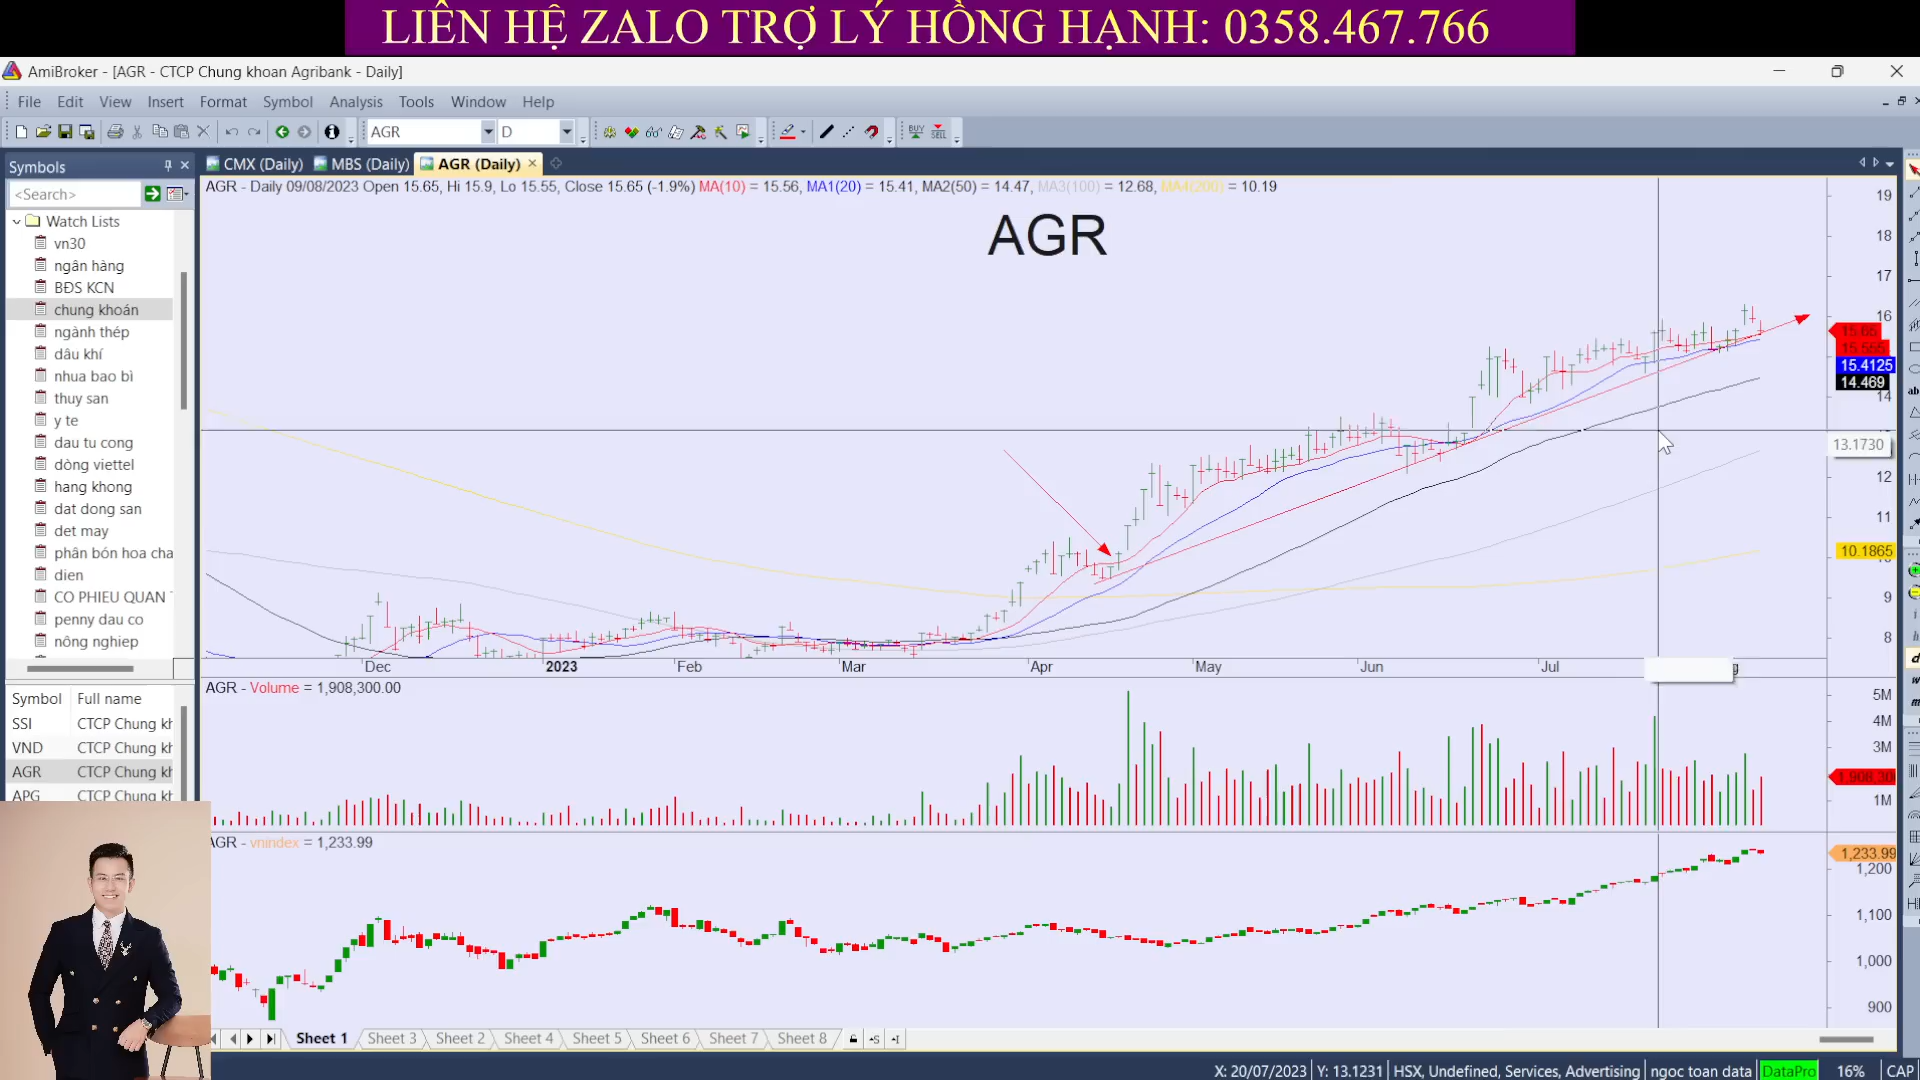 LIÊN HỆ ZALO TRỢ LÝ HỒNG HẠNH: 0358.467.766
AmiBroker - [AGR - CTCP Chung khoan Agribank - Daily]
File Edit View Insert Format Symbol Analysis Tools Window Help
AGR D BUY SELL
Symbols
CMX (Daily) MBS (Daily) AGR (Daily)
<Search>
AGR - Daily 09/08/2023 Open 15.65, Hi 15.9, Lo 15.55, Close 15.65 (-1.9%) MA(10) = 15.56, MA1(20) = 15.41, MA2(50) = 14.47, MA3(100) = 12.68, MA4(200) = 10.19
AGR
Watch Lists
vn30
ngân hàng
BĐS KCN
chung khoán
ngành thép
dâu khí
nhua bao bì
thuy san
y te
dau tu cong
dòng viettel
hang khong
dat dong san
det may
phân bón hoa cha
dien
CO PHIEU QUAN
penny dau co
nông nghiep
19
18
17
16
15.65
15.555
15.4125
14.469
14
13.1730
12
11
10.1865
10
9
8
Dec 2023 Feb Mar Apr May Jun Jul
Symbol Full name
SSI CTCP Chung kh
VND CTCP Chung kh
AGR CTCP Chung kh
APG CTCP Chung kh
AGR - Volume = 1,908,300.00
5M
4M
3M
1,908,30
1M
AGR - vnindex = 1,233.99
1,233.99
1,200
1,100
1,000
900
Sheet 1 Sheet 3 Sheet 2 Sheet 4 Sheet 5 Sheet 6 Sheet 7 Sheet 8
X: 20/07/2023 Y: 13.1231 HSX, Undefined, Services, Advertising ngoc toan data DataPro 16% CAP